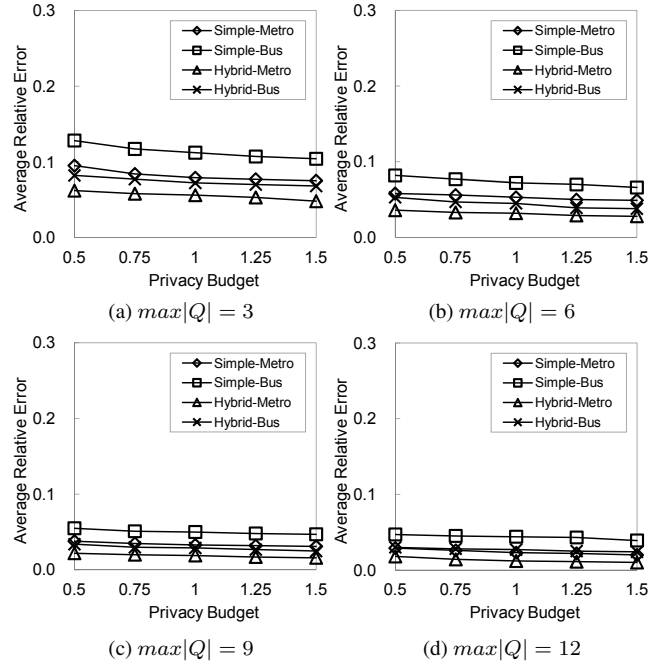 0.3
0.2
0.1
0.0
Average Relative Error
Simple-Metro
Simple-Bus
Hybrid-Metro
Hybrid-Bus
0.5 0.75 1 1.25 1.5
Privacy Budget
(a) max|Q| = 3
0.3
0.2
0.1
0.0
Average Relative Error
Simple-Metro
Simple-Bus
Hybrid-Metro
Hybrid-Bus
0.5 0.75 1 1.25 1.5
Privacy Budget
(b) max|Q| = 6
0.3
0.2
0.1
0.0
Average Relative Error
Simple-Metro
Simple-Bus
Hybrid-Metro
Hybrid-Bus
0.5 0.75 1 1.25 1.5
Privacy Budget
(c) max|Q| = 9
0.3
0.2
0.1
0.0
Average Relative Error
Simple-Metro
Simple-Bus
Hybrid-Metro
Hybrid-Bus
0.5 0.75 1 1.25 1.5
Privacy Budget
(d) max|Q| = 12